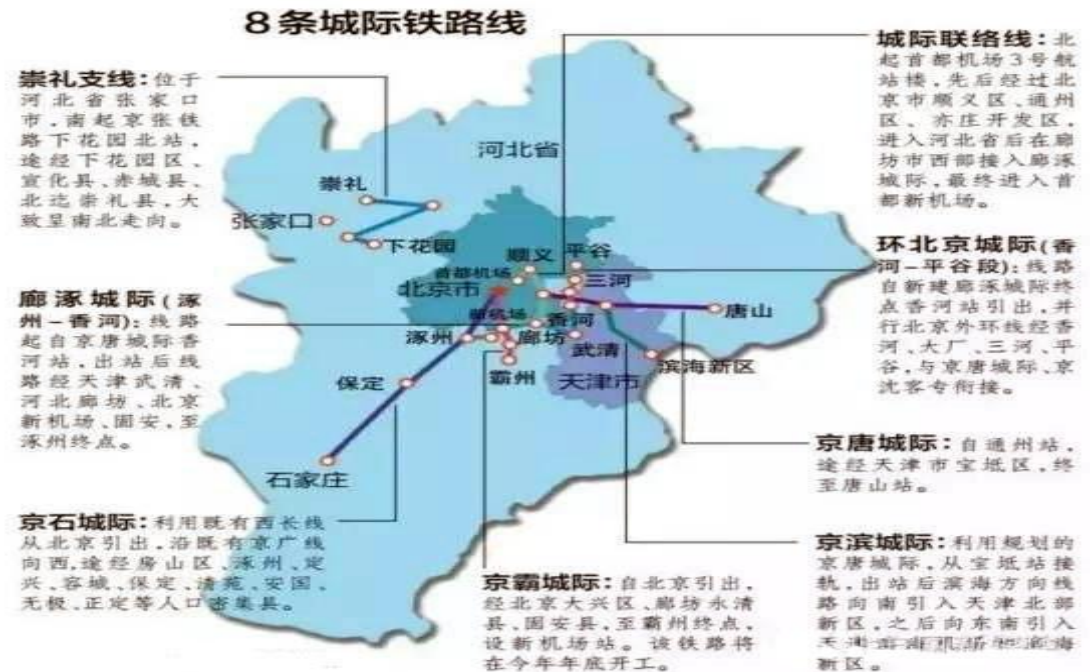 8条城际铁路线
崇礼支线：位于
河北省张家口
市，南起京张铁
路下花园北站，
途经下花园区、
宣化县、赤城县、
北迄崇礼县，大
致呈南北走向。
廊涿城际（涿
州－香河）：线路
起自京唐城际香
河站，出站后线
路经天津武清、
河北廊坊、北京
新机场、固安，至
涿州终点。
京石城际：利用既有西长线
从北京引出，沿既有京广线
向西，途经房山区、涿州、定
兴、容城、保定、清苑、安国、
无极、正定等人口密集县。
河北省
崇礼
张家口
下花园
顺义
平谷
首都机场
三河
北京市
新机场
香河
唐山
涿州
廊坊
武清
滨海新区
霸州
天津市
保定
石家庄
京霸城际：自北京引出，
经北京大兴区、廊坊永清
县、固安县，至霸州终点，
设新机场站。该铁路将
在今年年底开工。
城际联络线：北
起首都机场3号航
站楼，先后经过北
京市顺义区、通州
区、亦庄开发区，
进入河北省后在廊
坊市西部接入廊涿
城际，最终进入首
都新机场。
环北京城际（香
河－平谷段）：线路
自新建廊涿城际终
点香河站引出，并
行北京外环线经香
河、大厂、三河、平
谷，与京唐城际、京
沈客专衔接。
京唐城际：自通州站，
途经天津市宝坻区，终
至唐山站。
京滨城际：利用规划的
京唐城际，从宝坻站接
轨，出站后滨海方向线
路向南引入天津北部
新区，之后向东南引入
天津滨海机场和滨海
新区。